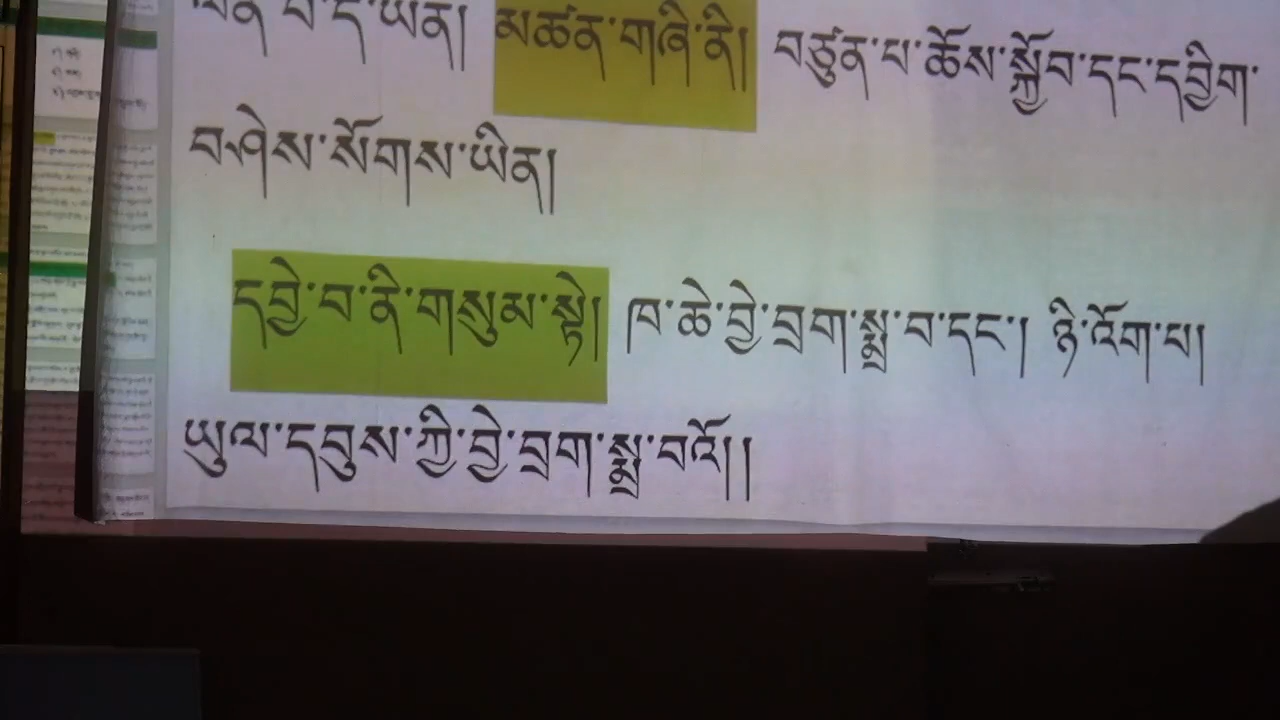 མཚན་གཞི་ནི། བཙུན་པ་ཆོས་སྐྱོབ་དང་དབྱིག་
བཤེས་སོགས་ཡིན།
དབྱེ་བ་ནི་གསུམ་སྟེ། ཁ་ཆེ་བྱེ་བྲག་སྨྲ་བ་དང་། ཉི་འོག་པ།
ཡུལ་དབུས་ཀྱི་བྱེ་བྲག་སྨྲ་བའོ།།